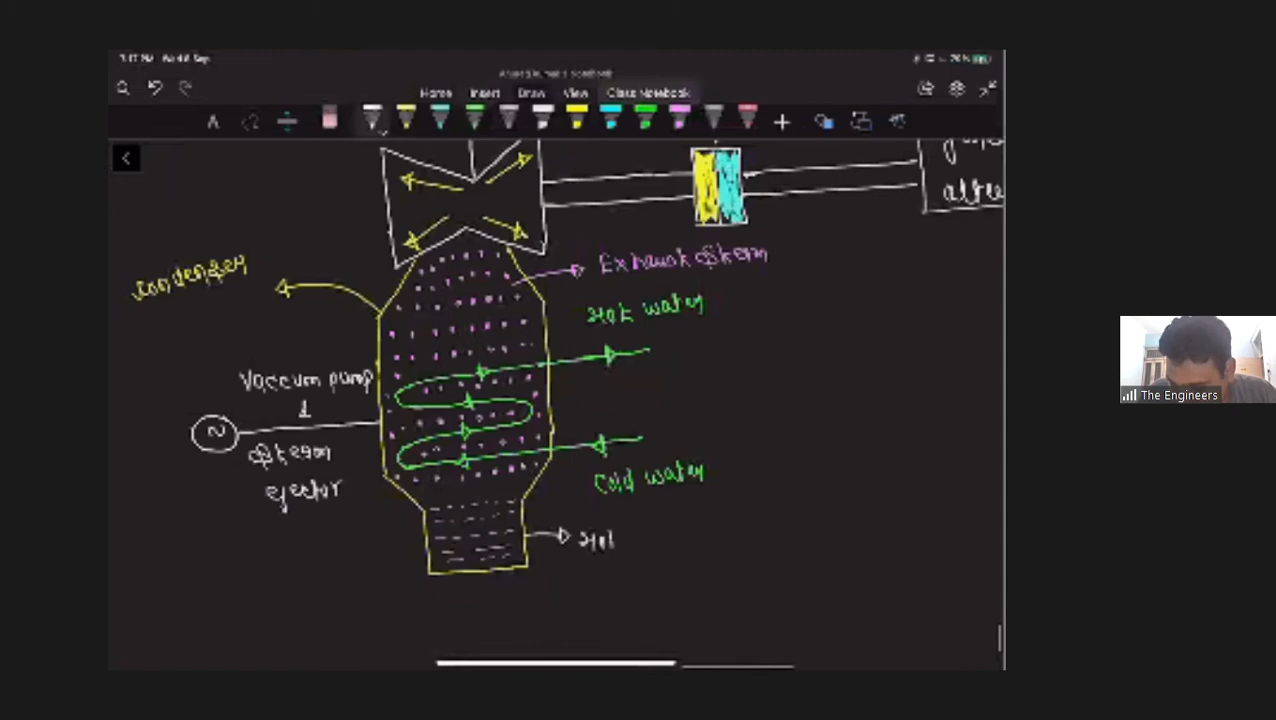 Home Insert Draw View Class Notebook
Condenser
Exhaust steam
Hot water
Vaccum pump
&
steam
ejector
Cold water
Hot
The Engineers